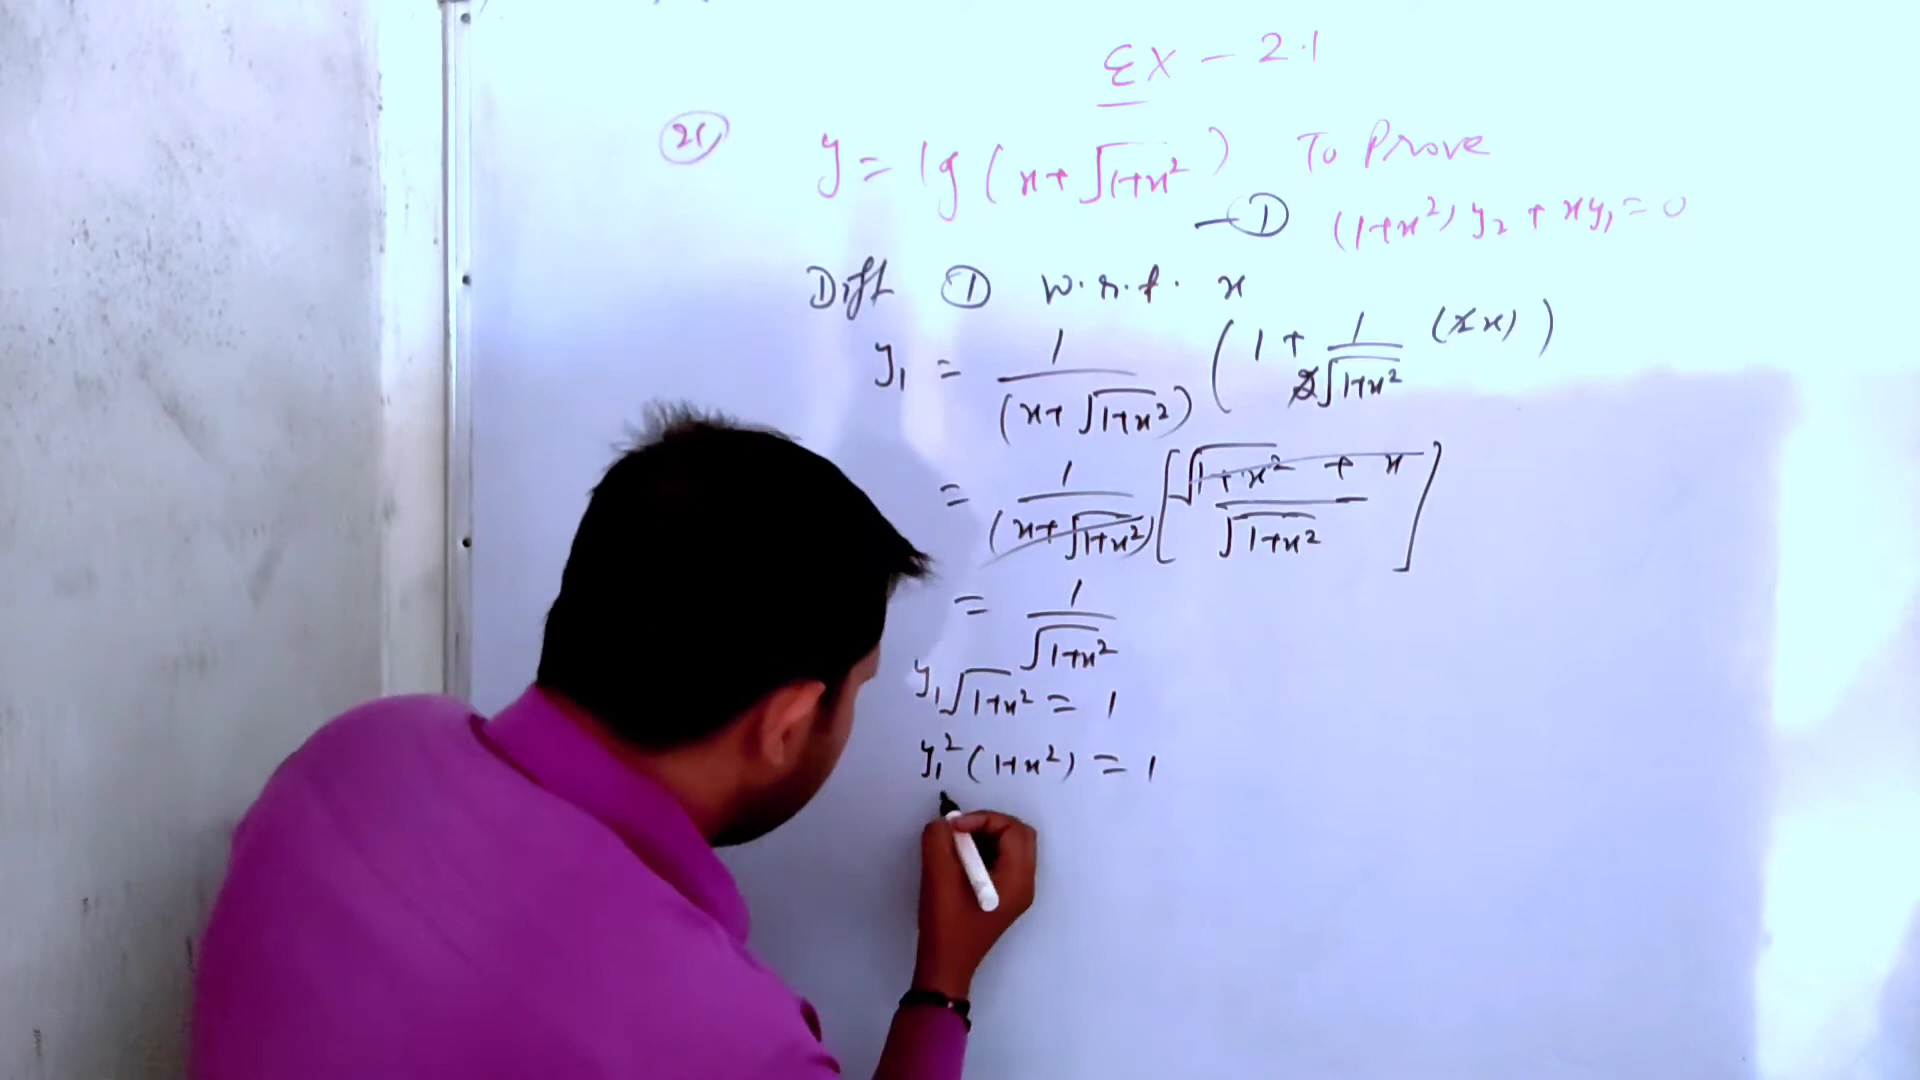 Ex - 2.1
21) y = lg (x+√1+x²) To Prove
— ① (1+x²) y₂ + xy₁ = 0
Diff ① w.r.t. x
y₁ = 1/(x+√1+x²) (1 + 1/2√1+x² (2x))
= 1/(x+√1+x²) [√1+x² + x/√1+x²]
= 1/√1+x²
y₁√1+x² = 1
y₁²(1+x²) = 1